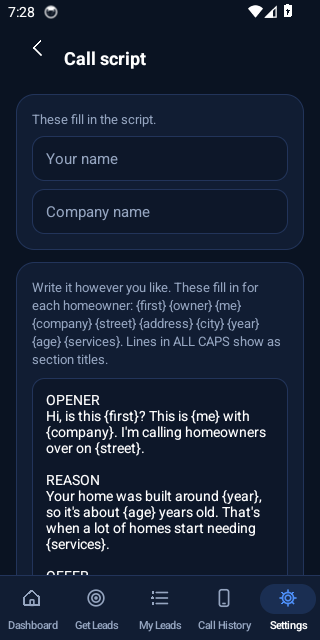 7:28
Call script
These fill in the script.
Your name
Company name
Write it however you like. These fill in for
each homeowner: {first} {owner} {me}
{company} {street} {address} {city} {year}
{age} {services}. Lines in ALL CAPS show as
section titles.
OPENER
Hi, is this {first}? This is {me} with
{company}. I'm calling homeowners
over on {street}.
REASON
Your home was built around {year},
so it's about {age} years old. That's
when a lot of homes start needing
{services}.
OFFER
Dashboard
Get Leads
My Leads
Call History
Settings